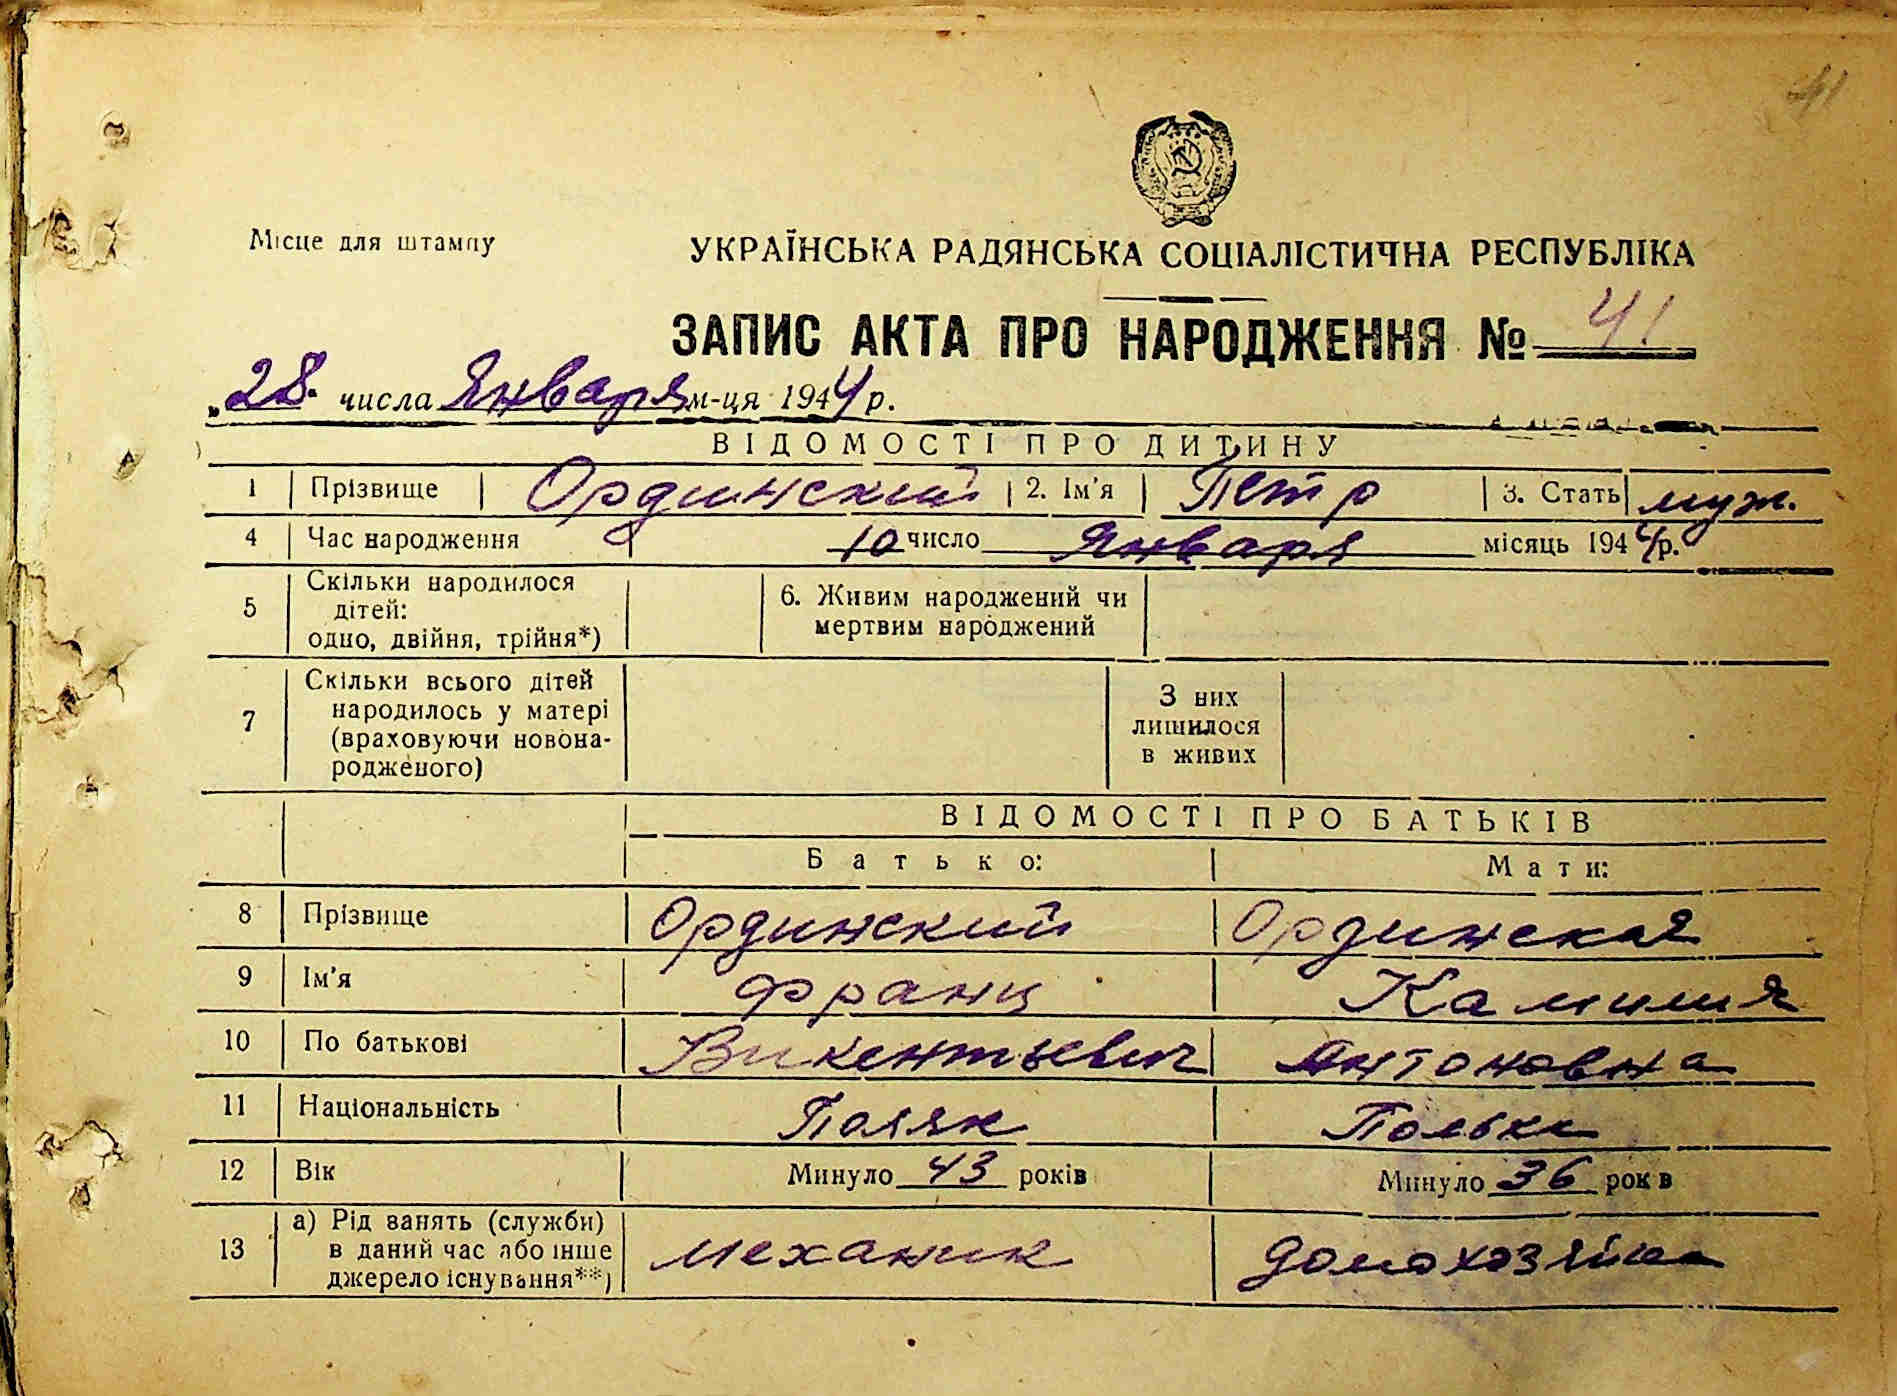 41
Місце для штампу
УКРАЇНСЬКА РАДЯНСЬКА СОЦІАЛІСТИЧНА РЕСПУБЛІКА
ЗАПИС АКТА ПРО НАРОДЖЕННЯ № 41
„28" числа Января м-ця 1944 р.
ВІДОМОСТІ ПРО ДИТИНУ
1 Прізвище Ординский 2. Ім'я Петр 3. Стать муж.
4 Час народження 10 число Января місяць 1944 р.
5 Скільки народилося дітей: одно, двійня, трійня*) 6. Живим народжений чи мертвим народжений
7 Скільки всього дітей народилось у матері (враховуючи новонародженого) З них лишилося в живих
ВІДОМОСТІ ПРО БАТЬКІВ
Батько: Мати:
8 Прізвище Ординский Ординская
9 Ім'я Франц Камилия
10 По батькові Викентьевич Антоновна
11 Національність Поляк Полька
12 Вік Минуло 43 років Минуло 36 років
13 а) Рід занять (служби) в даний час або інше джерело існування**) механик домохозяйка